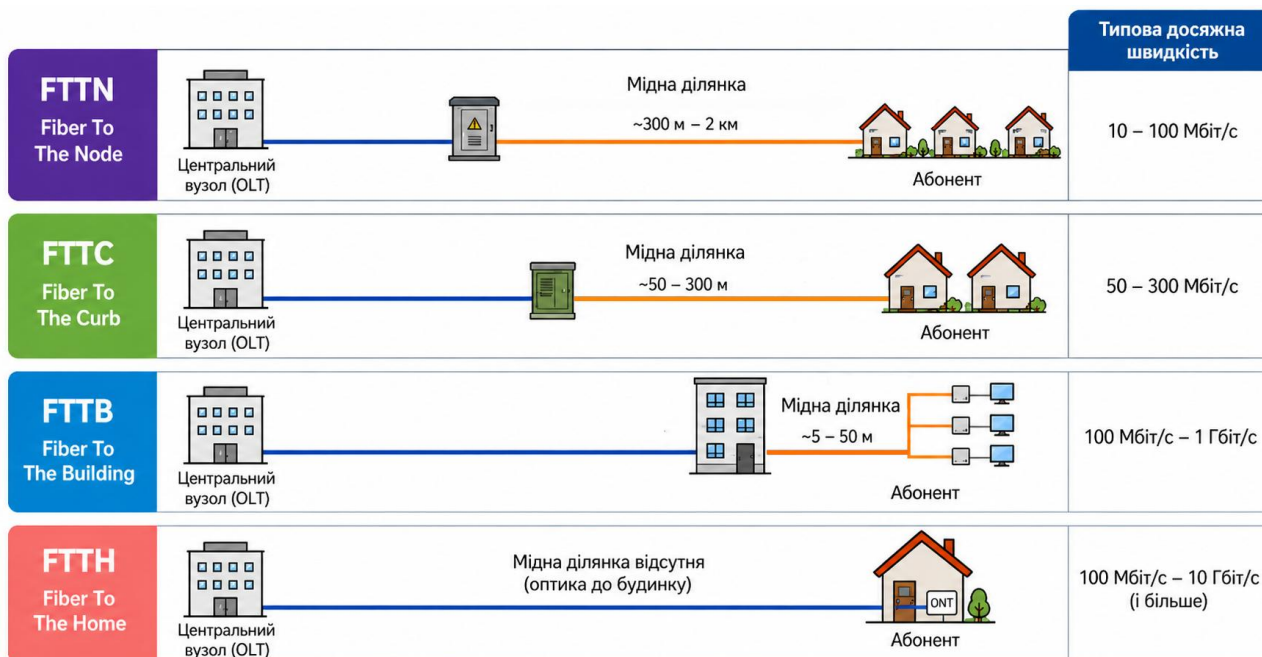 Типова досяжна
швидкість
FTTN
Fiber To
The Node
Центральний
вузол (OLT)
Мідна ділянка
~300 м – 2 км
Абонент
10 – 100 Мбіт/с
FTTC
Fiber To
The Curb
Центральний
вузол (OLT)
Мідна ділянка
~50 – 300 м
Абонент
50 – 300 Мбіт/с
FTTB
Fiber To
The Building
Центральний
вузол (OLT)
Мідна ділянка
~5 – 50 м
Абонент
100 Мбіт/с – 1 Гбіт/с
FTTH
Fiber To
The Home
Центральний
вузол (OLT)
Мідна ділянка відсутня
(оптика до будинку)
ONT
Абонент
100 Мбіт/с – 10 Гбіт/с
(і більше)